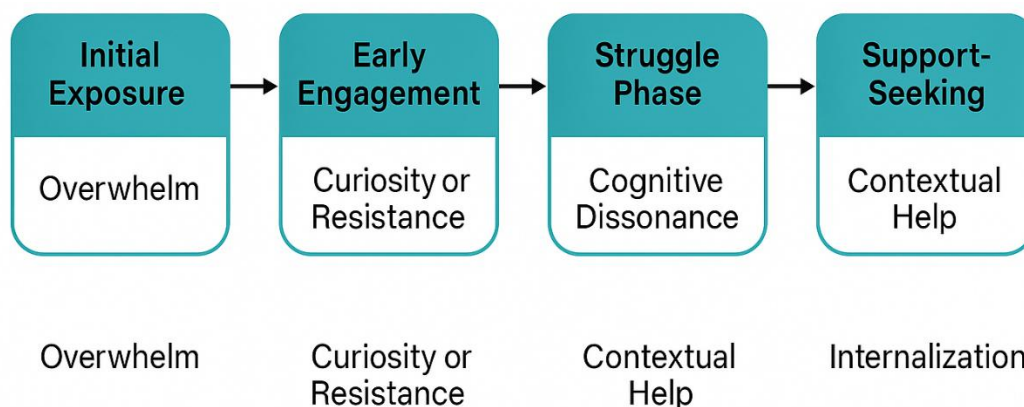 Initial
Exposure
Overwhelm
Early
Engagement
Curiosity or
Resistance
Struggle
Phase
Cognitive
Dissonance
Support-
Seeking
Contextual
Help
Overwhelm
Curiosity or
Resistance
Contextual
Help
Internalization